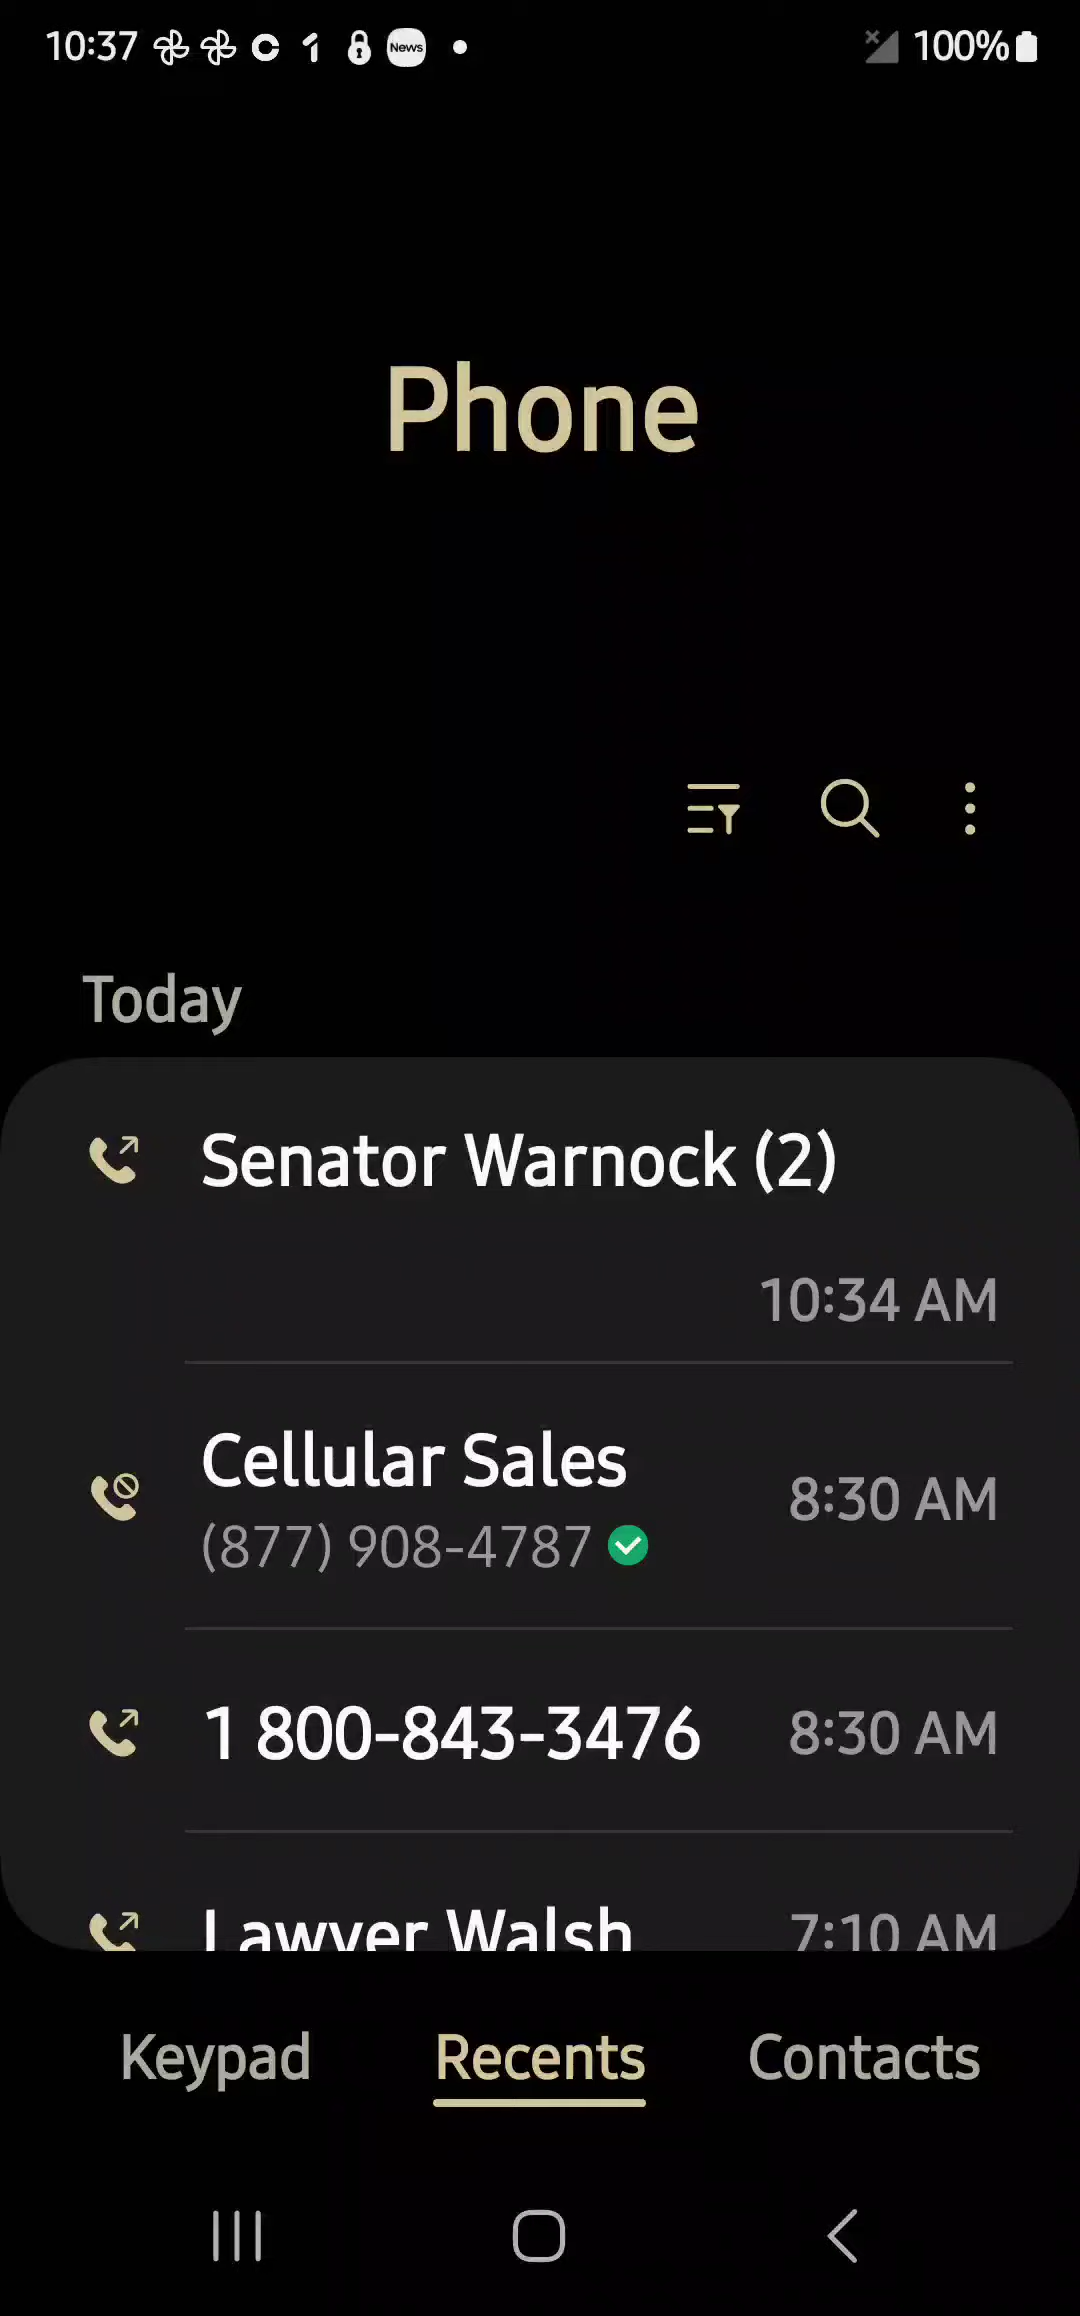 10:37 News 100%
Phone
Today
Senator Warnock (2)
10:34 AM
Cellular Sales
(877) 908-4787
8:30 AM
1 800-843-3476 8:30 AM
Lawyer Walsh 7:10 AM
Keypad Recents Contacts